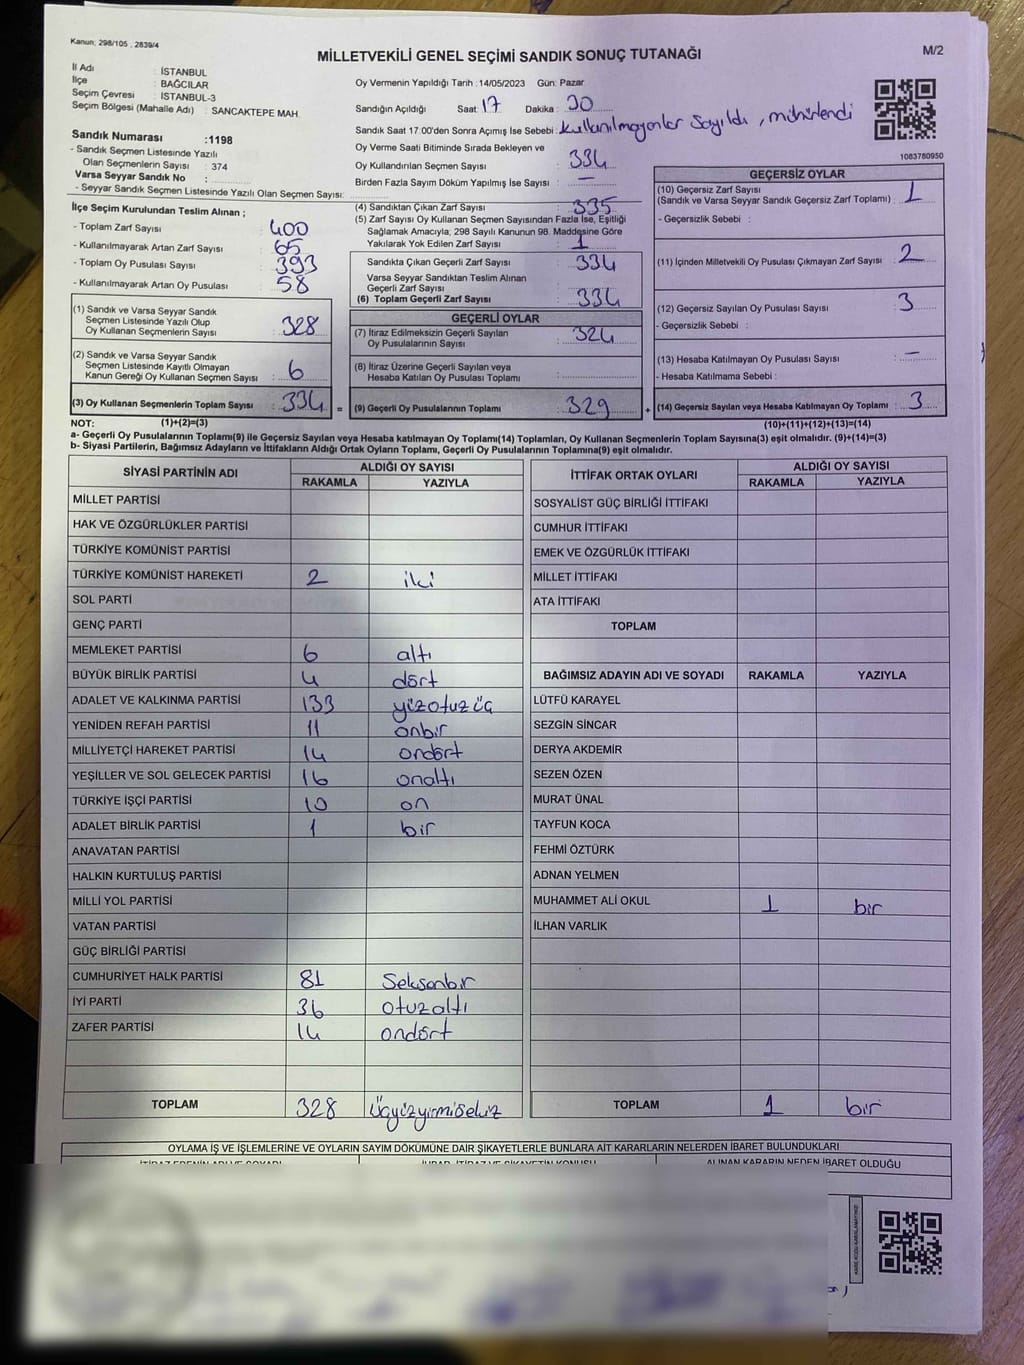 Kanun; 298/105 , 2839/4
MİLLETVEKİLİ GENEL SEÇİMİ SANDIK SONUÇ TUTANAĞI
M/2
İl Adı : İSTANBUL
İlçe : BAĞCILAR
Seçim Çevresi : İSTANBUL-3
Seçim Bölgesi (Mahalle Adı) : SANCAKTEPE MAH.
Sandık Numarası :1198
- Sandık Seçmen Listesinde Yazılı
Olan Seçmenlerin Sayısı : 374
Varsa Seyyar Sandık No :
- Seyyar Sandık Seçmen Listesinde Yazılı Olan Seçmen Sayısı:
Oy Vermenin Yapıldığı Tarih :14/05/2023 Gün: Pazar
Sandığın Açıldığı Saat: 17 Dakika : 30
Sandık Saat 17.00'den Sonra Açımış İse Sebebi : Kullanılmayanlar Sayıldı, mühürlendi
Oy Verme Saati Bitiminde Sırada Bekleyen ve
Oy Kullandırılan Seçmen Sayısı : 334
Birden Fazla Sayım Döküm Yapılmış İse Sayısı : —
1083780950
İlçe Seçim Kurulundan Teslim Alınan ;
- Toplam Zarf Sayısı : 400
- Kullanılmayarak Artan Zarf Sayısı : 65
- Toplam Oy Pusulası Sayısı : 393
- Kullanılmayarak Artan Oy Pusulası : 58
(1) Sandık ve Varsa Seyyar Sandık
Seçmen Listesinde Yazılı Olup
Oy Kullanan Seçmenlerin Sayısı : 328
(2) Sandık ve Varsa Seyyar Sandık
Seçmen Listesinde Kayıtlı Olmayan
Kanun Gereği Oy Kullanan Seçmen Sayısı : 6
(3) Oy Kullanan Seçmenlerin Toplam Sayısı : 334 =
(4) Sandıktan Çıkan Zarf Sayısı : 335
(5) Zarf Sayısı Oy Kullanan Seçmen Sayısından Fazla İse, Eşitliği
Sağlamak Amacıyla; 298 Sayılı Kanunun 98. Maddesine Göre
Yakılarak Yok Edilen Zarf Sayısı : 1
Sandıkta Çıkan Geçerli Zarf Sayısı : 334
Varsa Seyyar Sandıktan Teslim Alınan
Geçerli Zarf Sayısı :
(6) Toplam Geçerli Zarf Sayısı : 334
GEÇERLİ OYLAR
(7) İtiraz Edilmeksizin Geçerli Sayılan
Oy Pusulalarının Sayısı : 324
(8) İtiraz Üzerine Geçerli Sayılan veya
Hesaba Katılan Oy Pusulası Toplamı :
(9) Geçerli Oy Pusulalarının Toplamı : 329 +
GEÇERSİZ OYLAR
(10) Geçersiz Zarf Sayısı
(Sandık ve Varsa Seyyar Sandık Geçersiz Zarf Toplamı) : 1
- Geçersizlik Sebebi :
(11) İçinden Milletvekili Oy Pusulası Çıkmayan Zarf Sayısı : 2
(12) Geçersiz Sayılan Oy Pusulası Sayısı : 3
- Geçersizlik Sebebi :
(13) Hesaba Katılmayan Oy Pusulası Sayısı : —
- Hesaba Katılmama Sebebi :
(14) Geçersiz Sayılan veya Hesaba Katılmayan Oy Toplamı : 3
NOT: (1)+(2)=(3) (10)+(11)+(12)+(13)=(14)
a- Geçerli Oy Pusulalarının Toplamı(9) ile Geçersiz Sayılan veya Hesaba katılmayan Oy Toplamı(14) Toplamları, Oy Kullanan Seçmenlerin Toplam Sayısına(3) eşit olmalıdır. (9)+(14)=(3)
b- Siyasi Partilerin, Bağımsız Adayların ve İttifakların Aldığı Ortak Oyların Toplamı, Geçerli Oy Pusulalarının Toplamına(9) eşit olmalıdır.
SİYASİ PARTİNİN ADI ALDIĞI OY SAYISI
RAKAMLA YAZIYLA
MİLLET PARTİSİ
HAK VE ÖZGÜRLÜKLER PARTİSİ
TÜRKİYE KOMÜNİST PARTİSİ
TÜRKİYE KOMÜNİST HAREKETİ 2 iki
SOL PARTİ
GENÇ PARTİ
MEMLEKET PARTİSİ 6 altı
BÜYÜK BİRLİK PARTİSİ 4 dört
ADALET VE KALKINMA PARTİSİ 133 yüzotuzüç
YENİDEN REFAH PARTİSİ 11 onbir
MİLLİYETÇİ HAREKET PARTİSİ 14 ondört
YEŞİLLER VE SOL GELECEK PARTİSİ 16 onaltı
TÜRKİYE İŞÇİ PARTİSİ 10 on
ADALET BİRLİK PARTİSİ 1 bir
ANAVATAN PARTİSİ
HALKIN KURTULUŞ PARTİSİ
MİLLİ YOL PARTİSİ
VATAN PARTİSİ
GÜÇ BİRLİĞİ PARTİSİ
CUMHURİYET HALK PARTİSİ 81 Seksenbir
İYİ PARTİ 36 otuzaltı
ZAFER PARTİSİ 14 ondört
TOPLAM 328 Üçyüzyirmisekiz
İTTİFAK ORTAK OYLARI ALDIĞI OY SAYISI
RAKAMLA YAZIYLA
SOSYALİST GÜÇ BİRLİĞİ İTTİFAKI
CUMHUR İTTİFAKI
EMEK VE ÖZGÜRLÜK İTTİFAKI
MİLLET İTTİFAKI
ATA İTTİFAKI
TOPLAM
BAĞIMSIZ ADAYIN ADI VE SOYADI RAKAMLA YAZIYLA
LÜTFÜ KARAYEL
SEZGİN SİNCAR
DERYA AKDEMİR
SEZEN ÖZEN
MURAT ÜNAL
TAYFUN KOCA
FEHMİ ÖZTÜRK
ADNAN YELMEN
MUHAMMET ALİ OKUL 1 bir
İLHAN VARLIK
TOPLAM 1 bir
OYLAMA İŞ VE İŞLEMLERİNE VE OYLARIN SAYIM DÖKÜMÜNE DAİR ŞİKAYETLERLE BUNLARA AİT KARARLARIN NELERDEN İBARET BULUNDUKLARI
ALINAN KARARIN NEDEN İBARET OLDUĞU